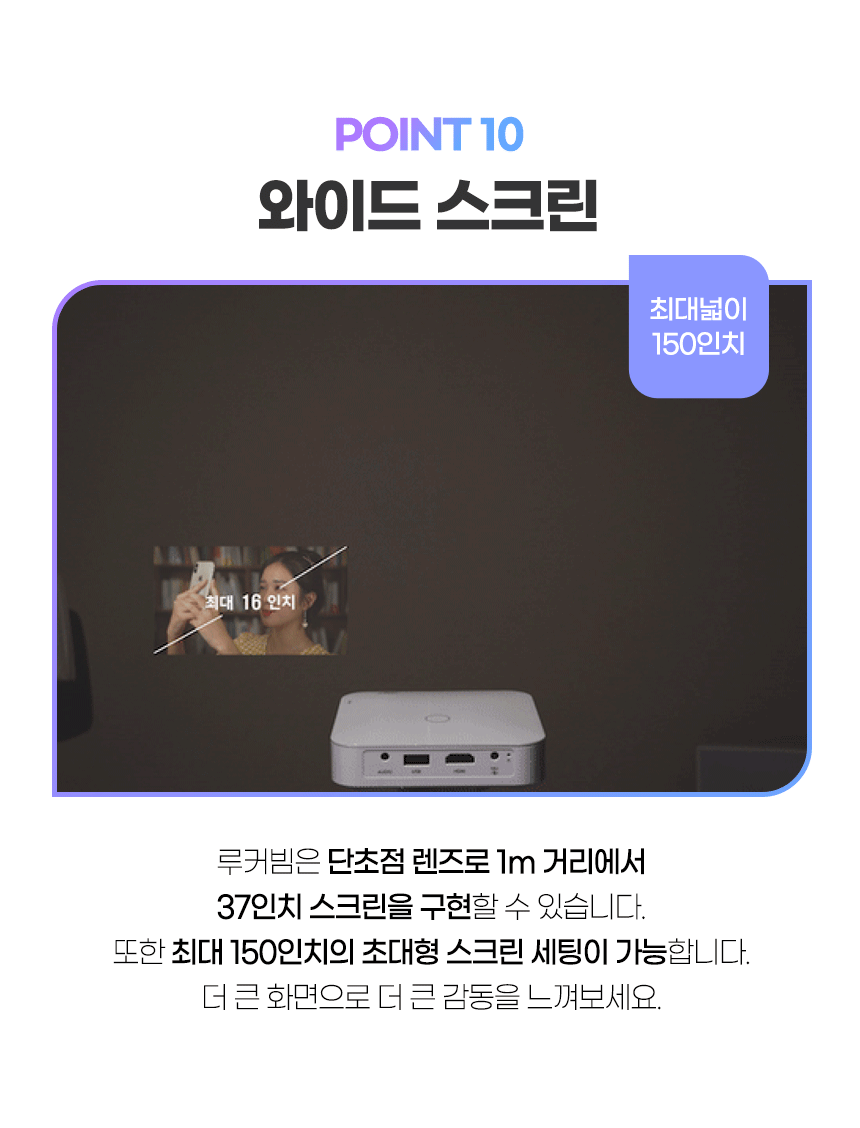 POINT 10
와이드 스크린
최대넓이
150인치
최대 16 인치
AUDIO
USB
HDMI
루커빔은 단초점 렌즈로 1m 거리에서
37인치 스크린을 구현할 수 있습니다.
또한 최대 150인치의 초대형 스크린 세팅이 가능합니다.
더 큰 화면으로 더 큰 감동을 느껴보세요.